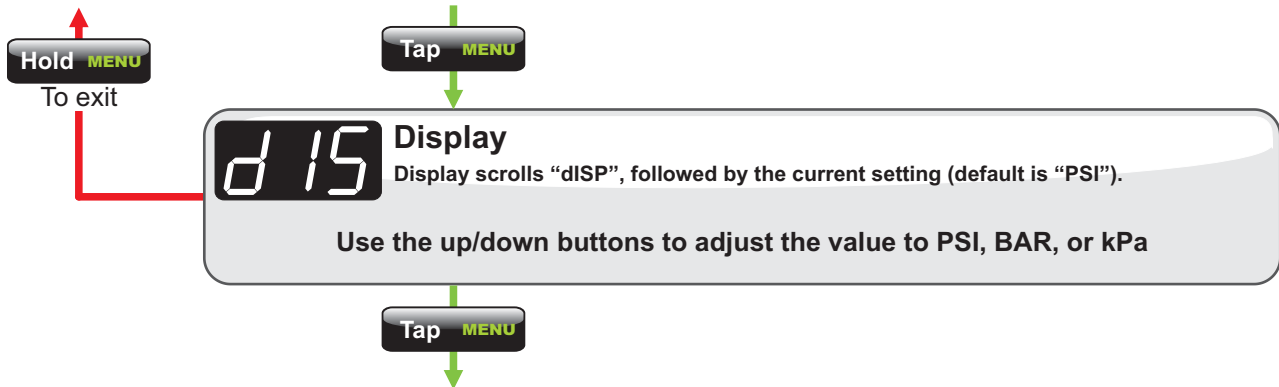 Hold MENU
To exit
Tap MENU
dIS
Display
Display scrolls “dISP”, followed by the current setting (default is “PSI”).
Use the up/down buttons to adjust the value to PSI, BAR, or kPa
Tap MENU